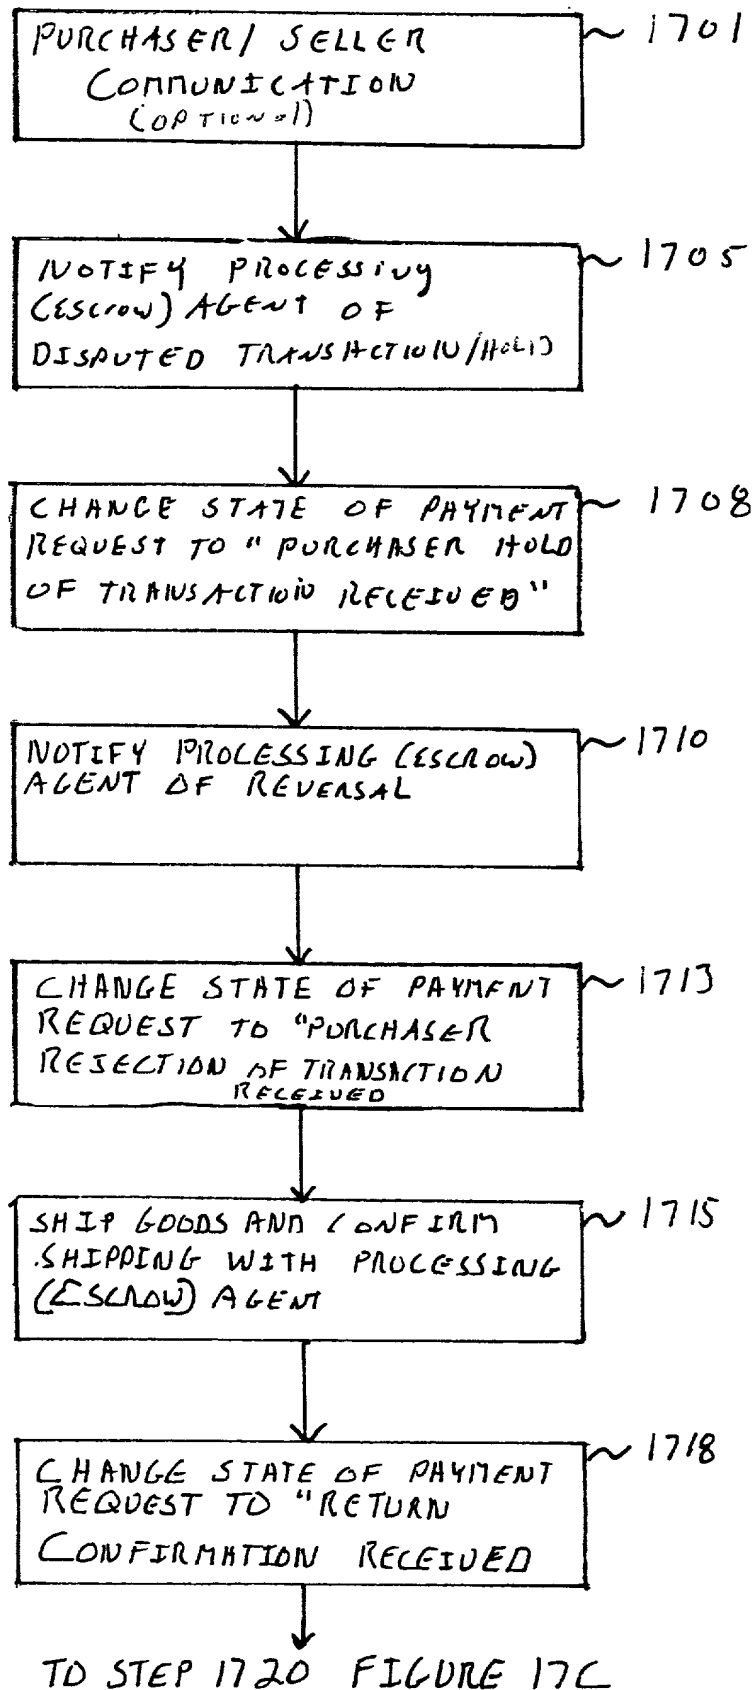 PURCHASER/ SELLER
COMMUNICATION
(OPTIONAL)
1701
NOTIFY PROCESSING
(ESCROW) AGENT OF
DISPUTED TRANSACTION/HOLD
1705
CHANGE STATE OF PAYMENT
REQUEST TO "PURCHASER HOLD
OF TRANSACTION RECEIVED"
1708
NOTIFY PROCESSING (ESCROW)
AGENT OF REVERSAL
1710
CHANGE STATE OF PAYMENT
REQUEST TO "PURCHASER
REJECTION OF TRANSACTION
RECEIVED
1713
SHIP GOODS AND CONFIRM
SHIPPING WITH PROCESSING
(ESCROW) AGENT
1715
CHANGE STATE OF PAYMENT
REQUEST TO "RETURN
CONFIRMATION RECEIVED
1718
TO STEP 1720 FIGURE 17C